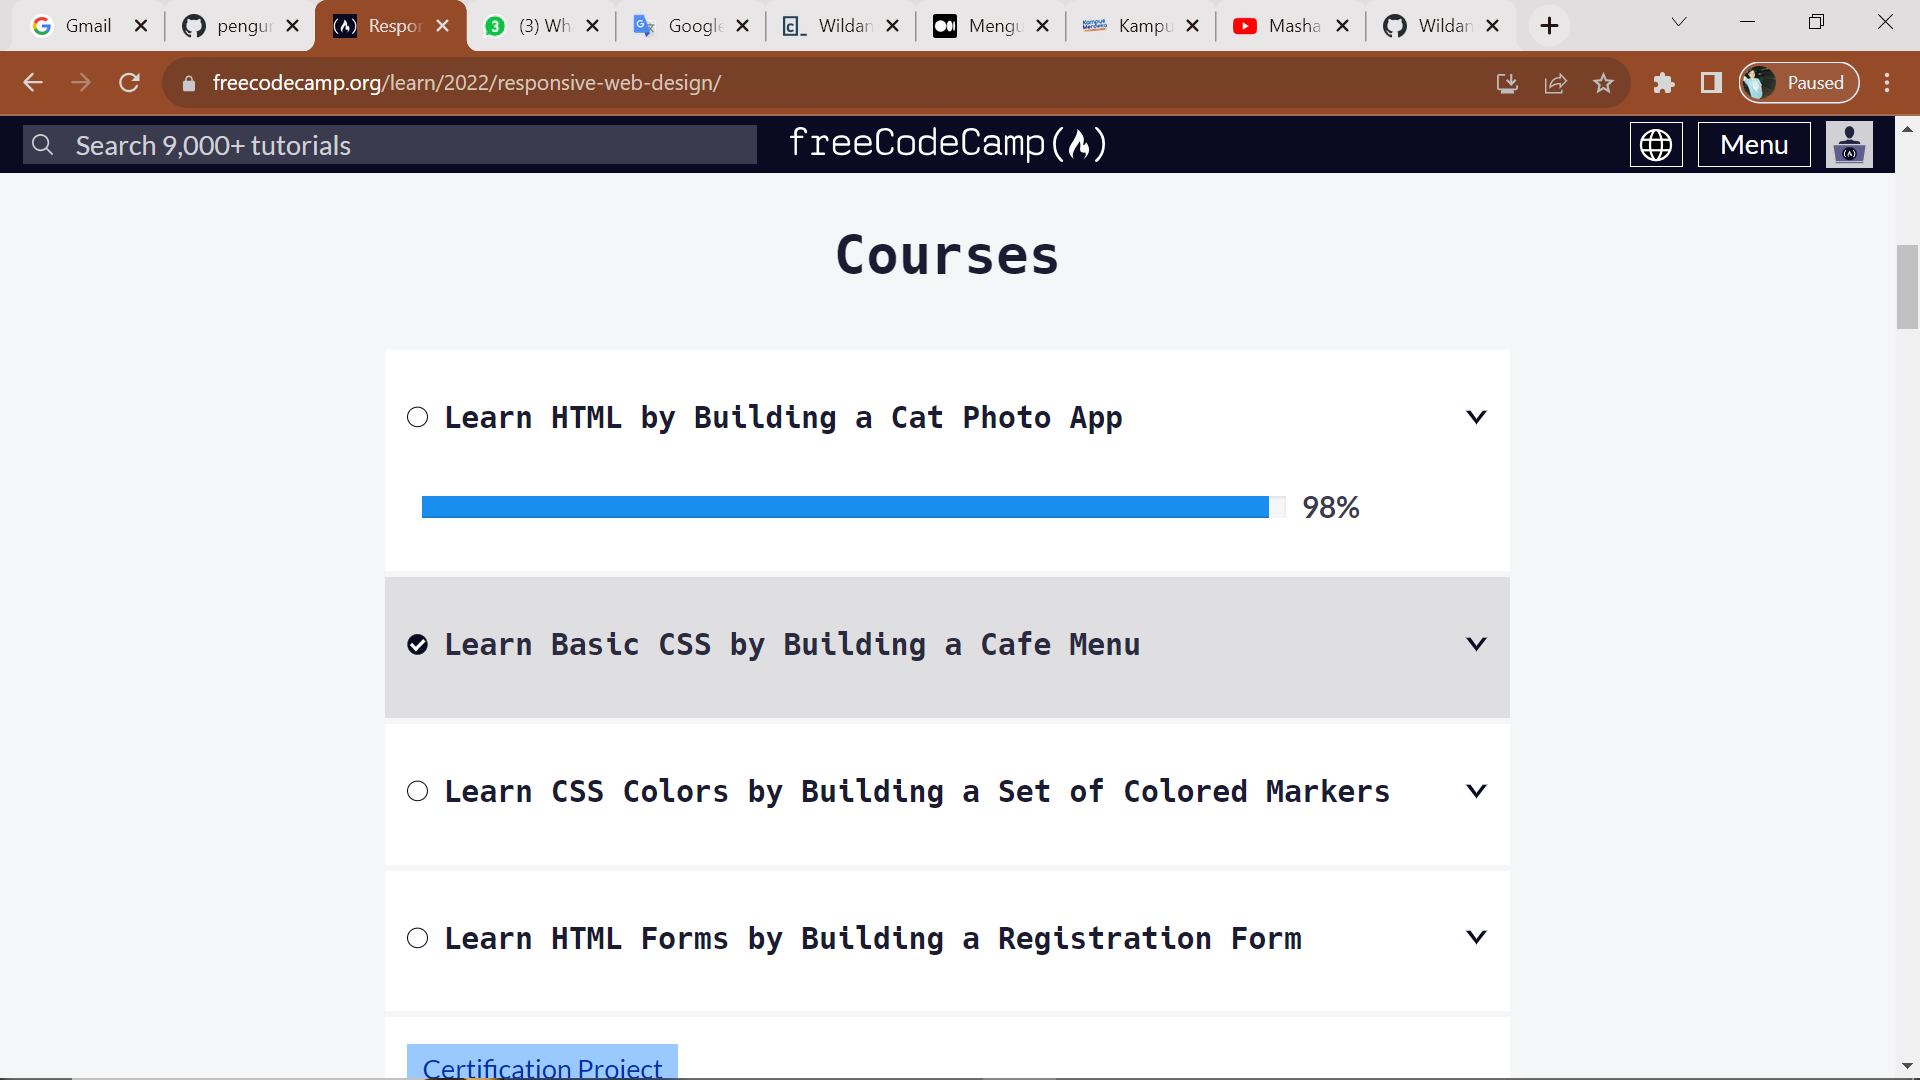 Gmail
pengur
Respor
(3) Wh
Google
Wildan
Mengu
Kampu
Masha
Wildan
freecodecamp.org/learn/2022/responsive-web-design/
Paused
Search 9,000+ tutorials
freeCodeCamp
Menu
Courses
Learn HTML by Building a Cat Photo App
98%
Learn Basic CSS by Building a Cafe Menu
Learn CSS Colors by Building a Set of Colored Markers
Learn HTML Forms by Building a Registration Form
Certification Project